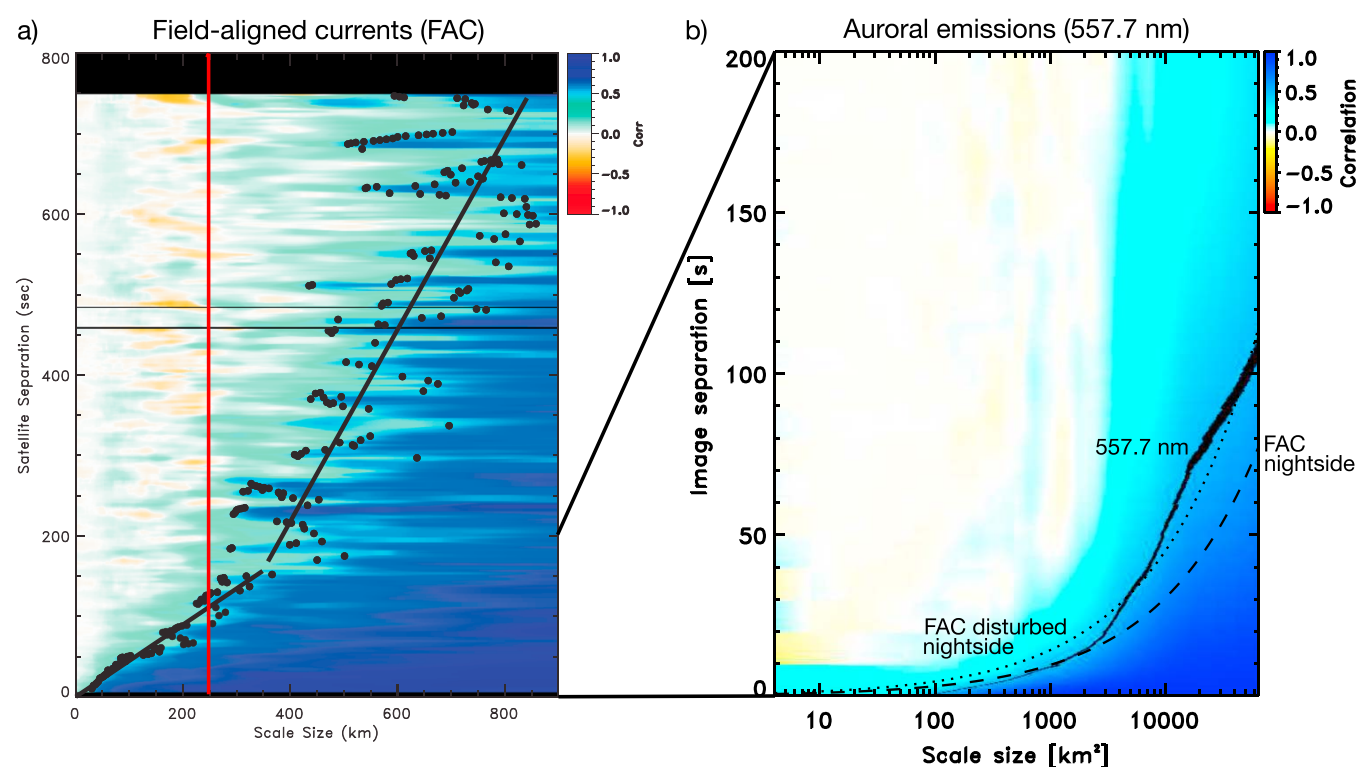 a)
Field-aligned currents (FAC)
800
600
400
200
0
Satellite Separation (sec)
0
200
400
600
800
Scale Size (km)
1.0
0.5
0.0
−0.5
−1.0
Corr
b)
Auroral emissions (557.7 nm)
200
150
100
50
0
Image separation [s]
10
100
1000
10000
Scale size [km²]
557.7 nm
FAC
nightside
FAC disturbed
nightside
1.0
0.5
0.0
−0.5
−1.0
Correlation